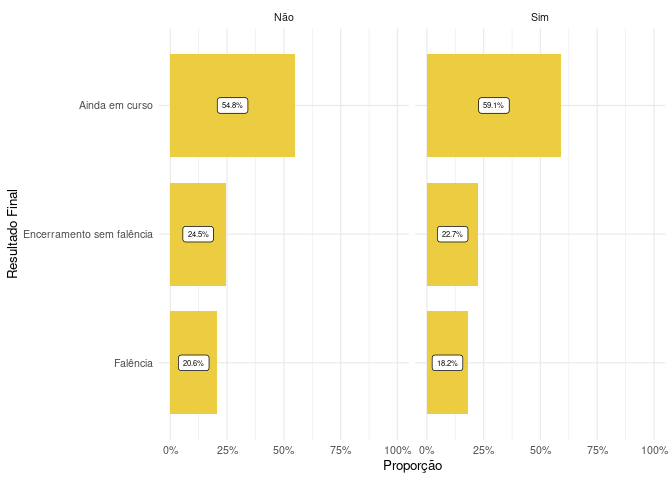 Não Sim
Resultado Final
Ainda em curso 54.8% 59.1%
Encerramento sem falência 24.5% 22.7%
Falência 20.6% 18.2%
0% 25% 50% 75% 100% 0% 25% 50% 75% 100%
Proporção